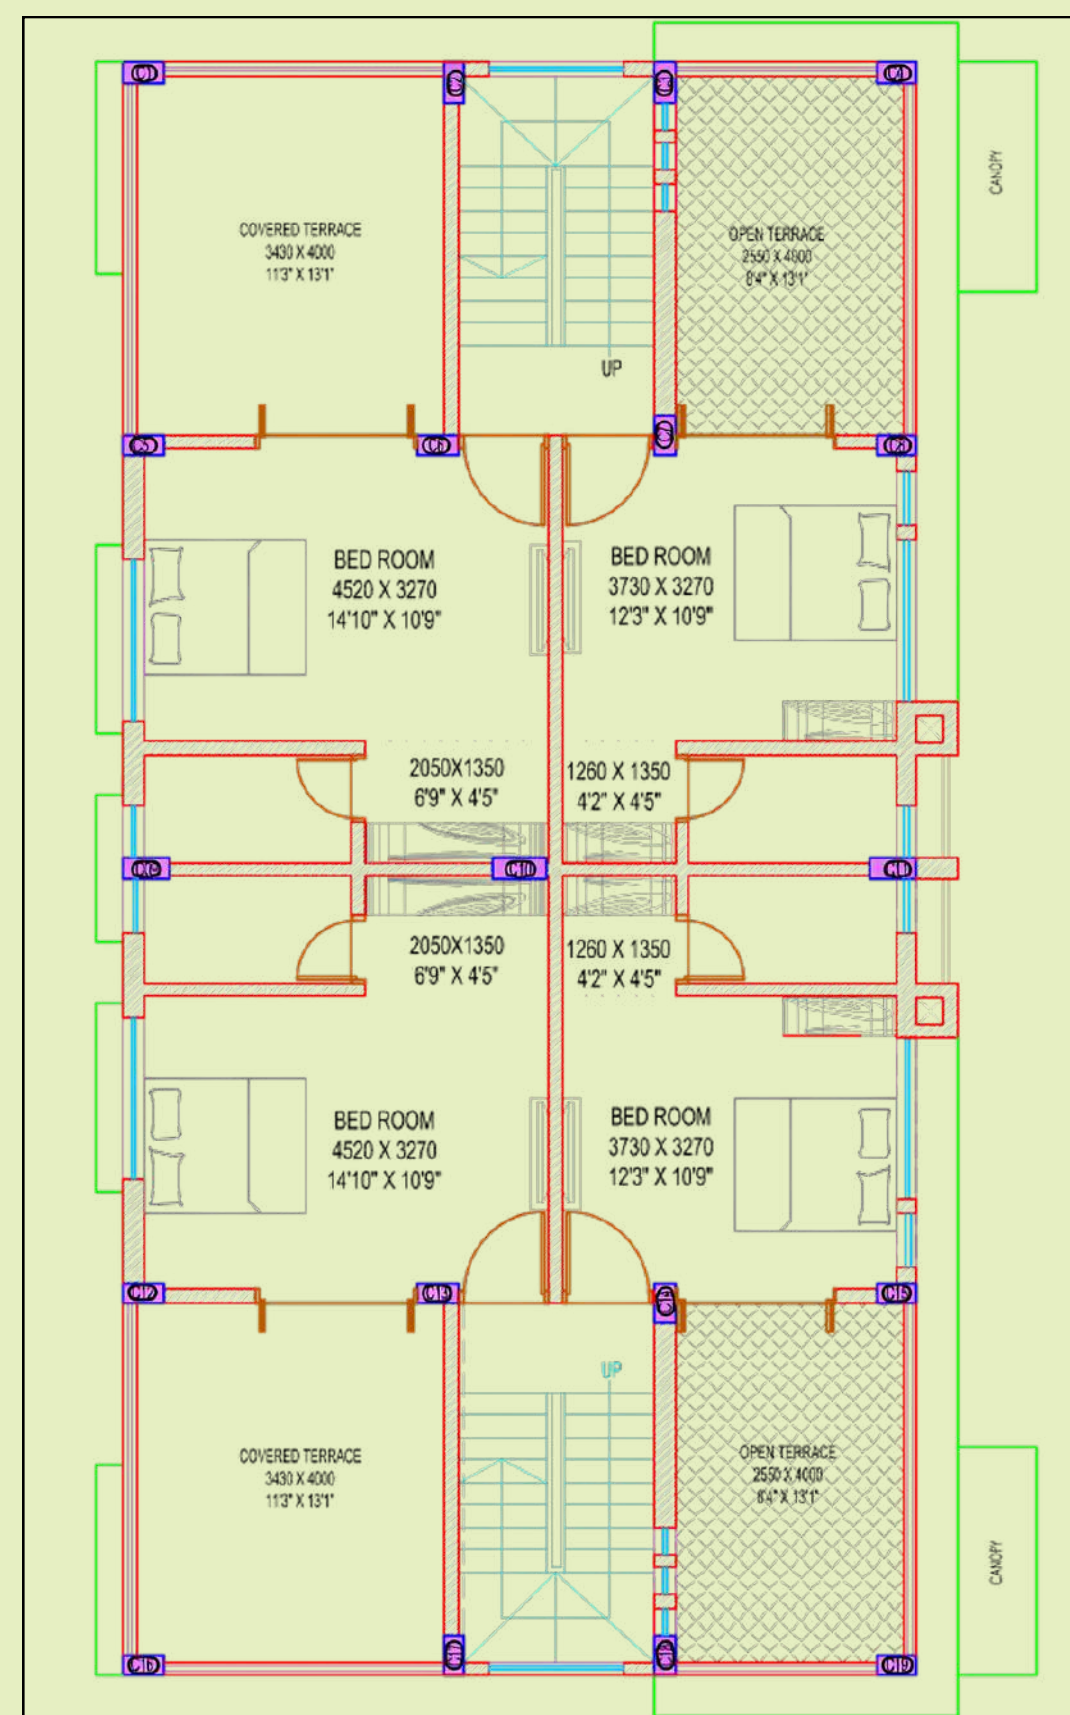 C1
C2
C3
C4
CANOPY
COVERED TERRACE
3430 X 4000
11'3" X 13'1"
OPEN TERRACE
2550 X 4000
8'4" X 13'1"
UP
C5
C6
C7
C8
BED ROOM
4520 X 3270
14'10" X 10'9"
BED ROOM
3730 X 3270
12'3" X 10'9"
2050X1350
6'9" X 4'5"
1260 X 1350
4'2" X 4'5"
C9
C10
C11
2050X1350
6'9" X 4'5"
1260 X 1350
4'2" X 4'5"
BED ROOM
4520 X 3270
14'10" X 10'9"
BED ROOM
3730 X 3270
12'3" X 10'9"
C12
C13
C14
C15
UP
COVERED TERRACE
3430 X 4000
11'3" X 13'1"
OPEN TERRACE
2550 X 4000
8'4" X 13'1"
CANOPY
C16
C17
C18
C19